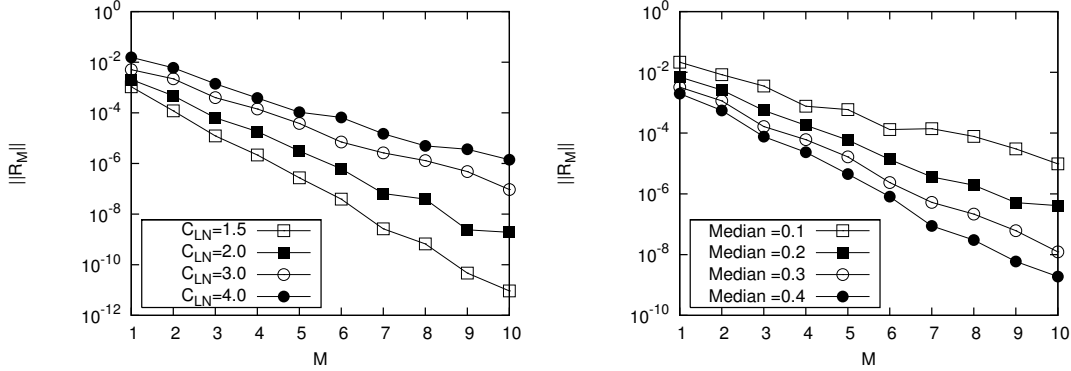 ||R_M||
10^0
10^-2
10^-4
10^-6
10^-8
10^-10
10^-12
C_LN=1.5
C_LN=2.0
C_LN=3.0
C_LN=4.0
1 2 3 4 5 6 7 8 9 10
M
||R_M||
10^0
10^-2
10^-4
10^-6
10^-8
10^-10
Median =0.1
Median =0.2
Median =0.3
Median =0.4
1 2 3 4 5 6 7 8 9 10
M